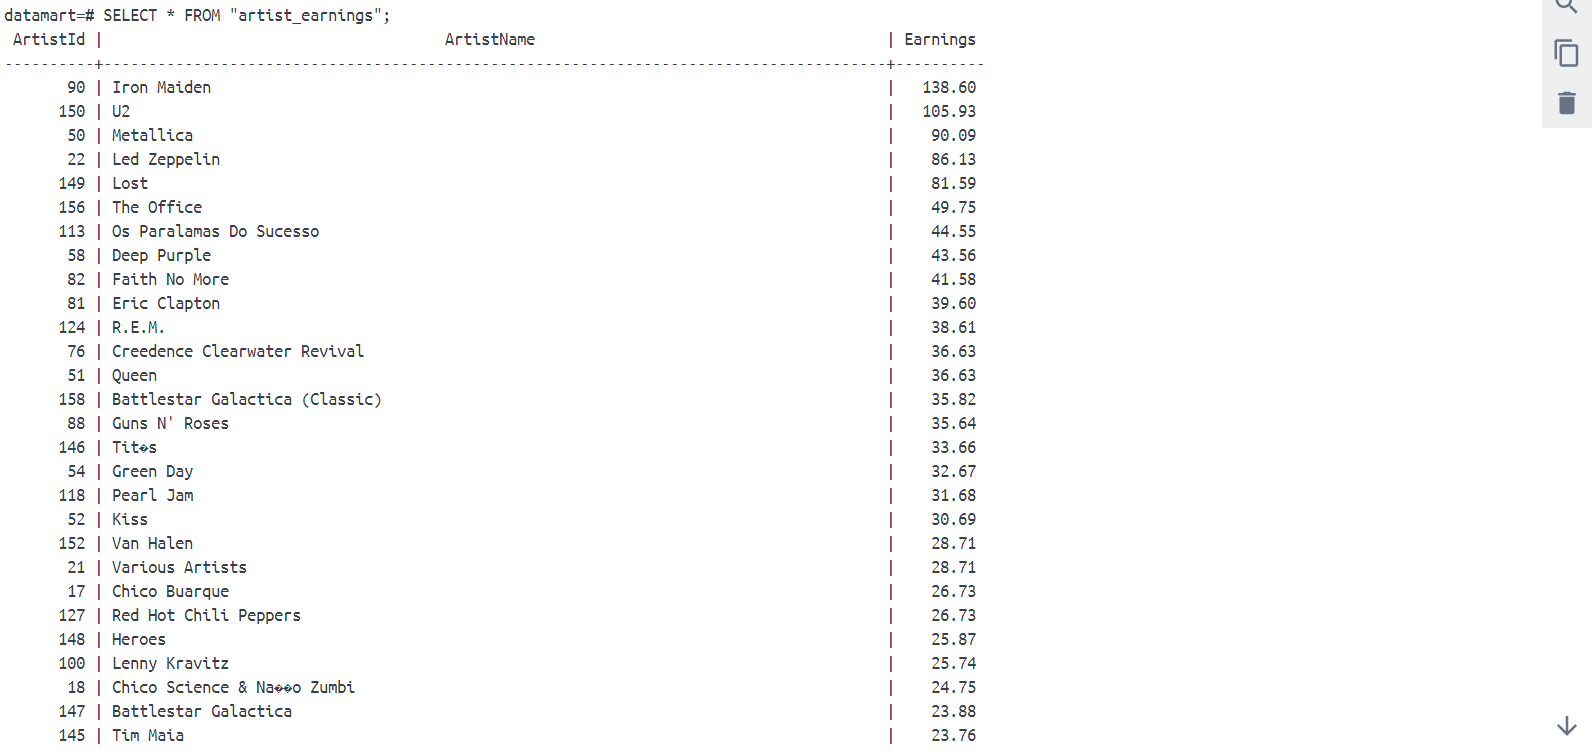 datamart=# SELECT * FROM "artist_earnings";
ArtistId | ArtistName | Earnings
----------+---------------------------------------------------------------------------------------+----------
90 | Iron Maiden | 138.60
150 | U2 | 105.93
50 | Metallica | 90.09
22 | Led Zeppelin | 86.13
149 | Lost | 81.59
156 | The Office | 49.75
113 | Os Paralamas Do Sucesso | 44.55
58 | Deep Purple | 43.56
82 | Faith No More | 41.58
81 | Eric Clapton | 39.60
124 | R.E.M. | 38.61
76 | Creedence Clearwater Revival | 36.63
51 | Queen | 36.63
158 | Battlestar Galactica (Classic) | 35.82
88 | Guns N' Roses | 35.64
146 | Tit�s | 33.66
54 | Green Day | 32.67
118 | Pearl Jam | 31.68
52 | Kiss | 30.69
152 | Van Halen | 28.71
21 | Various Artists | 28.71
17 | Chico Buarque | 26.73
127 | Red Hot Chili Peppers | 26.73
148 | Heroes | 25.87
100 | Lenny Kravitz | 25.74
18 | Chico Science & Na��o Zumbi | 24.75
147 | Battlestar Galactica | 23.88
145 | Tim Maia | 23.76